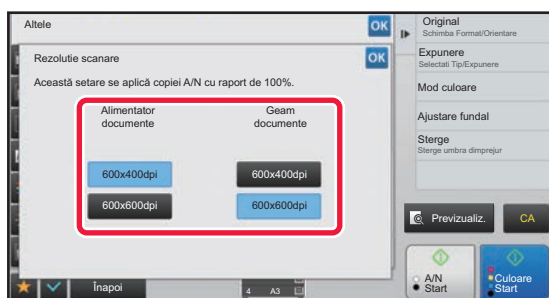 Altele
OK
Rezolutie scanare
OK
Această setare se aplică copiei A/N cu raport de 100%.
Alimentator
documente
Geam
documente
600x400dpi
600x400dpi
600x600dpi
600x600dpi
Înapoi
4 A3
Original
Schimba Format/Orientare
Expunere
Selectati Tip/Expunere
Mod culoare
Ajustare fundal
Sterge
Sterge umbra dimprejur
Previzualiz.
CA
A/N
Start
Culoare
Start